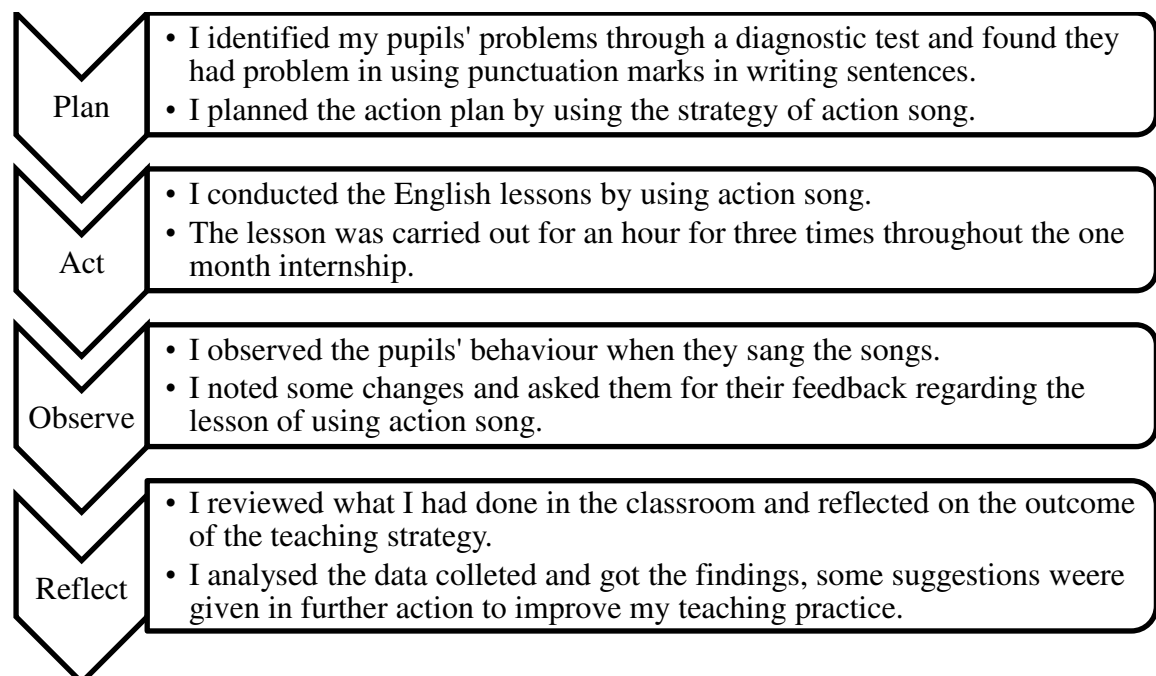 Plan
• I identified my pupils' problems through a diagnostic test and found they
had problem in using punctuation marks in writing sentences.
• I planned the action plan by using the strategy of action song.
Act
• I conducted the English lessons by using action song.
• The lesson was carried out for an hour for three times throughout the one
month internship.
Observe
• I observed the pupils' behaviour when they sang the songs.
• I noted some changes and asked them for their feedback regarding the
lesson of using action song.
Reflect
• I reviewed what I had done in the classroom and reflected on the outcome
of the teaching strategy.
• I analysed the data colleted and got the findings, some suggestions weere
given in further action to improve my teaching practice.